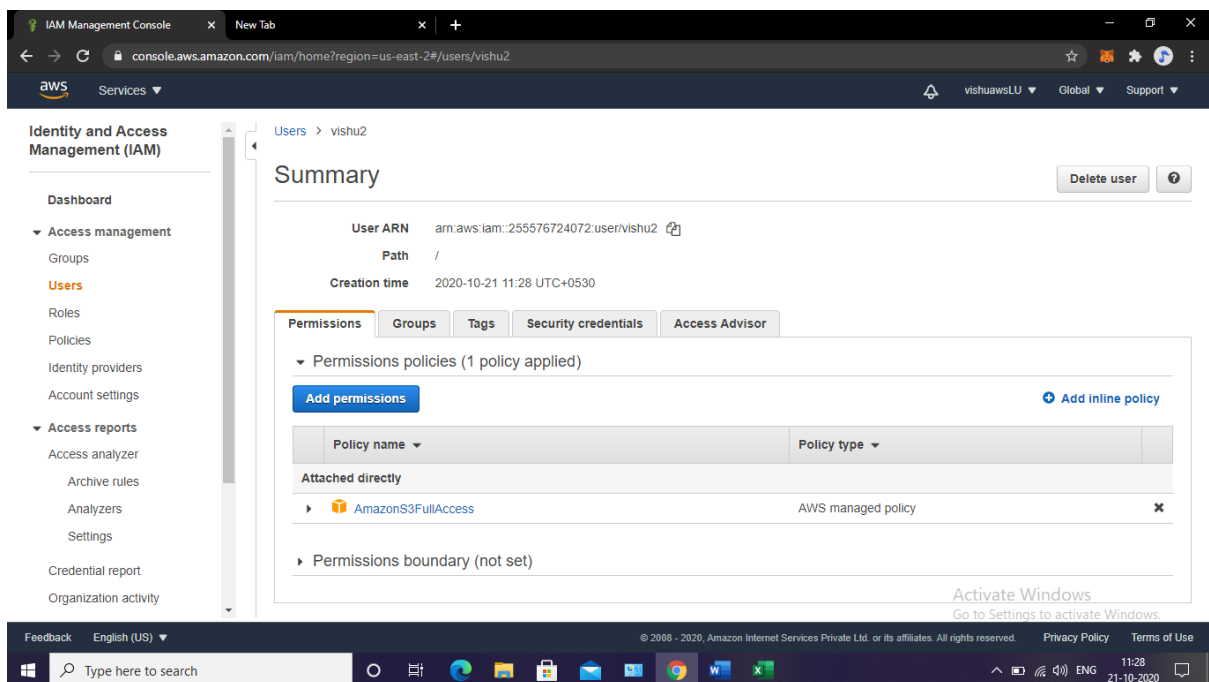 IAM Management Console
New Tab
console.aws.amazon.com/iam/home?region=us-east-2#/users/vishu2
aws Services vishuawsLU Global Support
Identity and Access
Management (IAM)
Dashboard
Access management
Groups
Users
Roles
Policies
Identity providers
Account settings
Access reports
Access analyzer
Archive rules
Analyzers
Settings
Credential report
Organization activity
Users > vishu2
Summary
Delete user
User ARN arn:aws:iam::255576724072:user/vishu2
Path /
Creation time 2020-10-21 11:28 UTC+0530
Permissions Groups Tags Security credentials Access Advisor
Permissions policies (1 policy applied)
Add permissions Add inline policy
Policy name Policy type
Attached directly
AmazonS3FullAccess AWS managed policy
Permissions boundary (not set)
Activate Windows
Go to Settings to activate Windows.
Feedback English (US) © 2008 - 2020, Amazon Internet Services Private Ltd. or its affiliates. All rights reserved. Privacy Policy Terms of Use
Type here to search ENG 11:28
21-10-2020